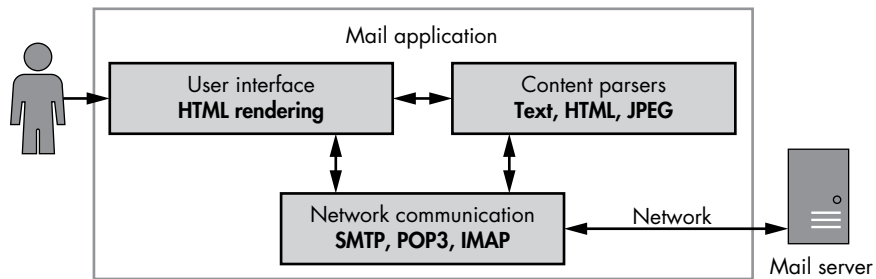 Mail application
User interface
HTML rendering
Content parsers
Text, HTML, JPEG
Network communication
SMTP, POP3, IMAP
Network
Mail server